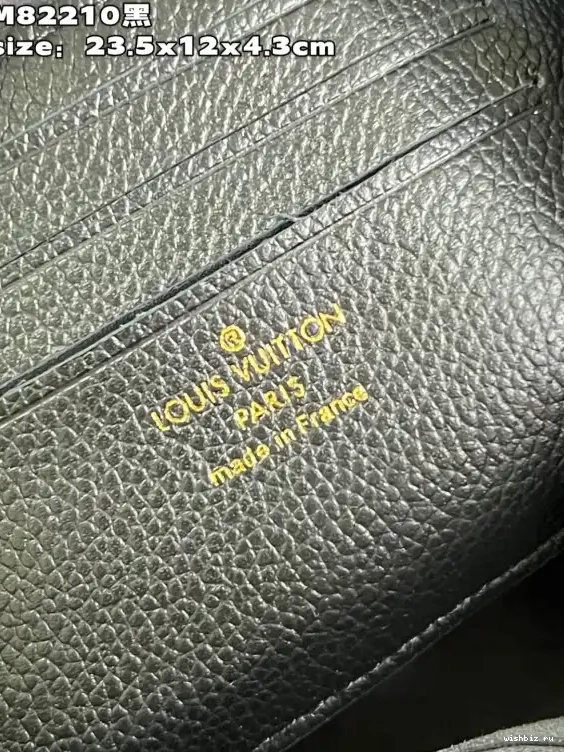 M82210黑
size: 23.5x12x4.3cm
®
LOUIS VUITTON
PARIS
made in France
wishbiz.ru